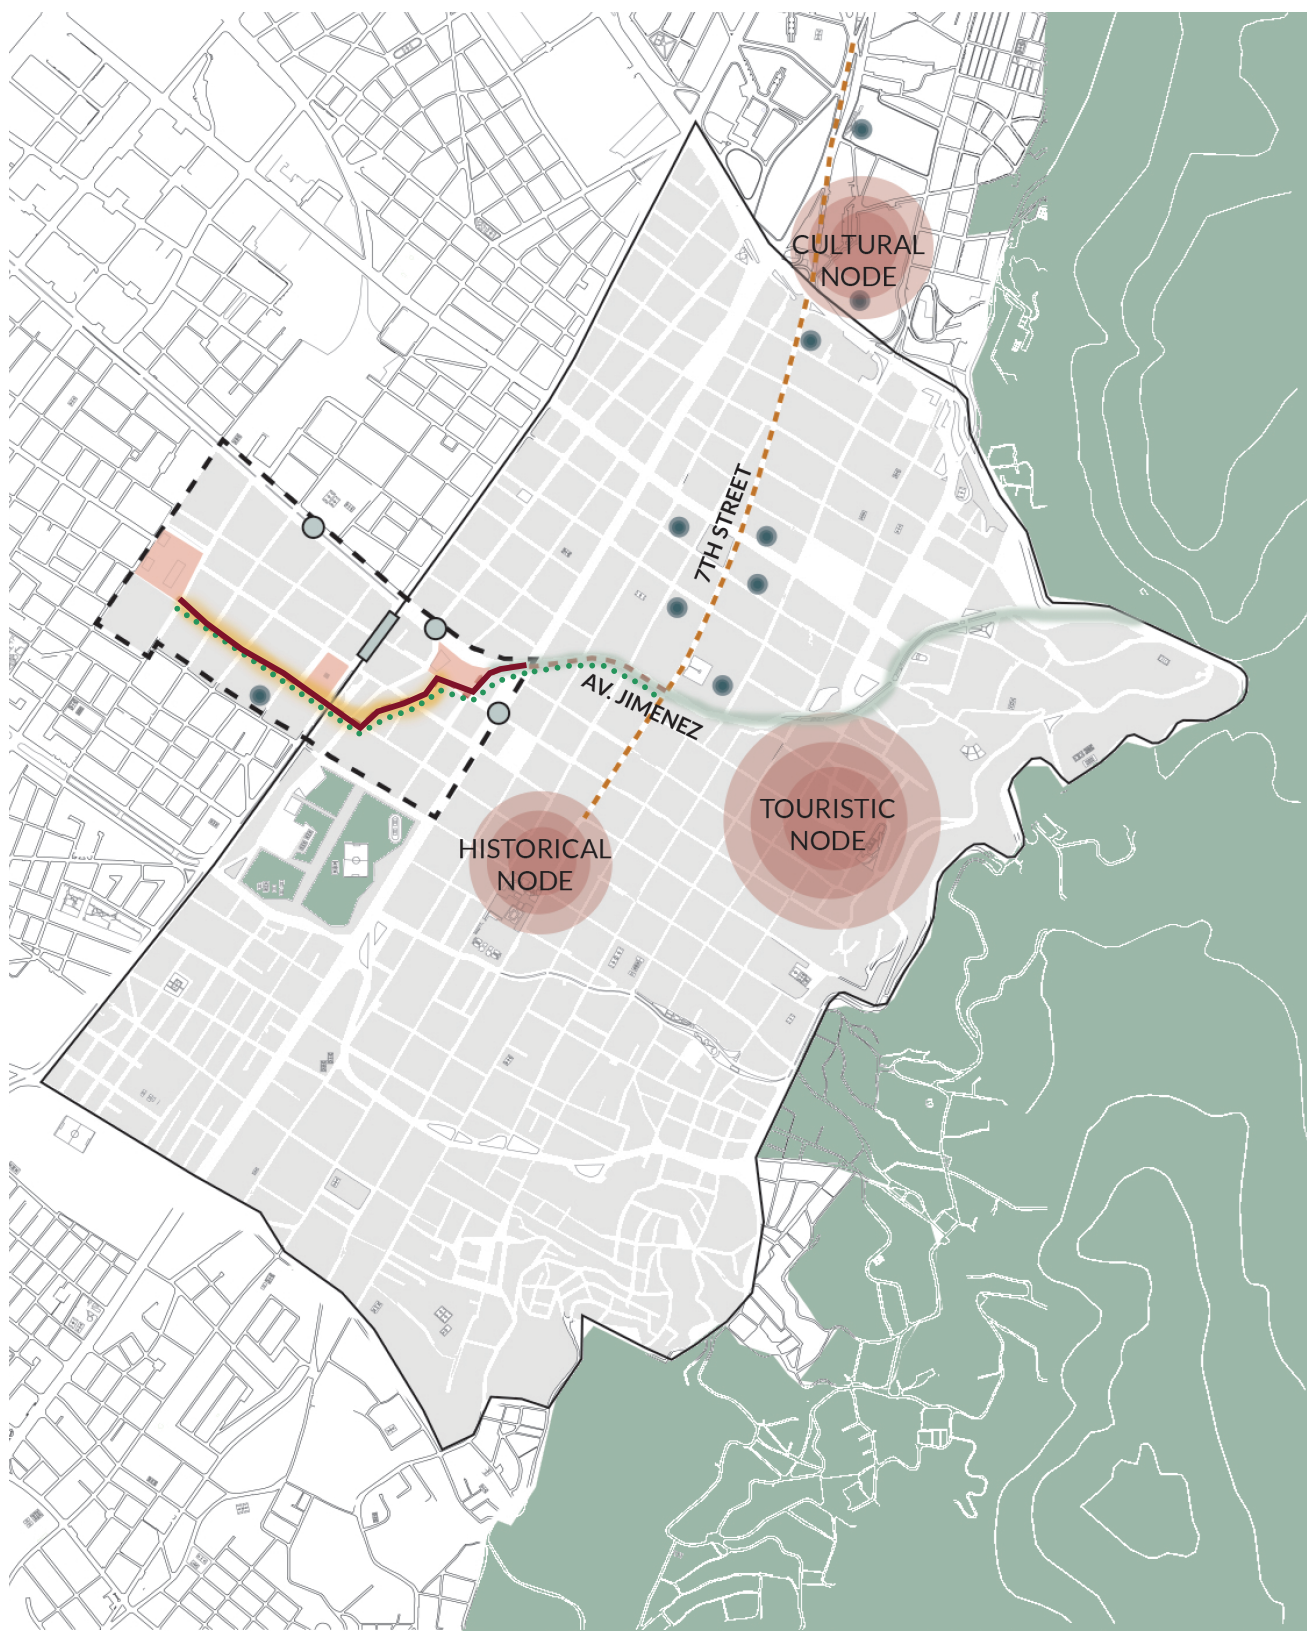 CULTURAL
NODE
7TH STREET
AV. JIMENEZ
TOURISTIC
NODE
HISTORICAL
NODE